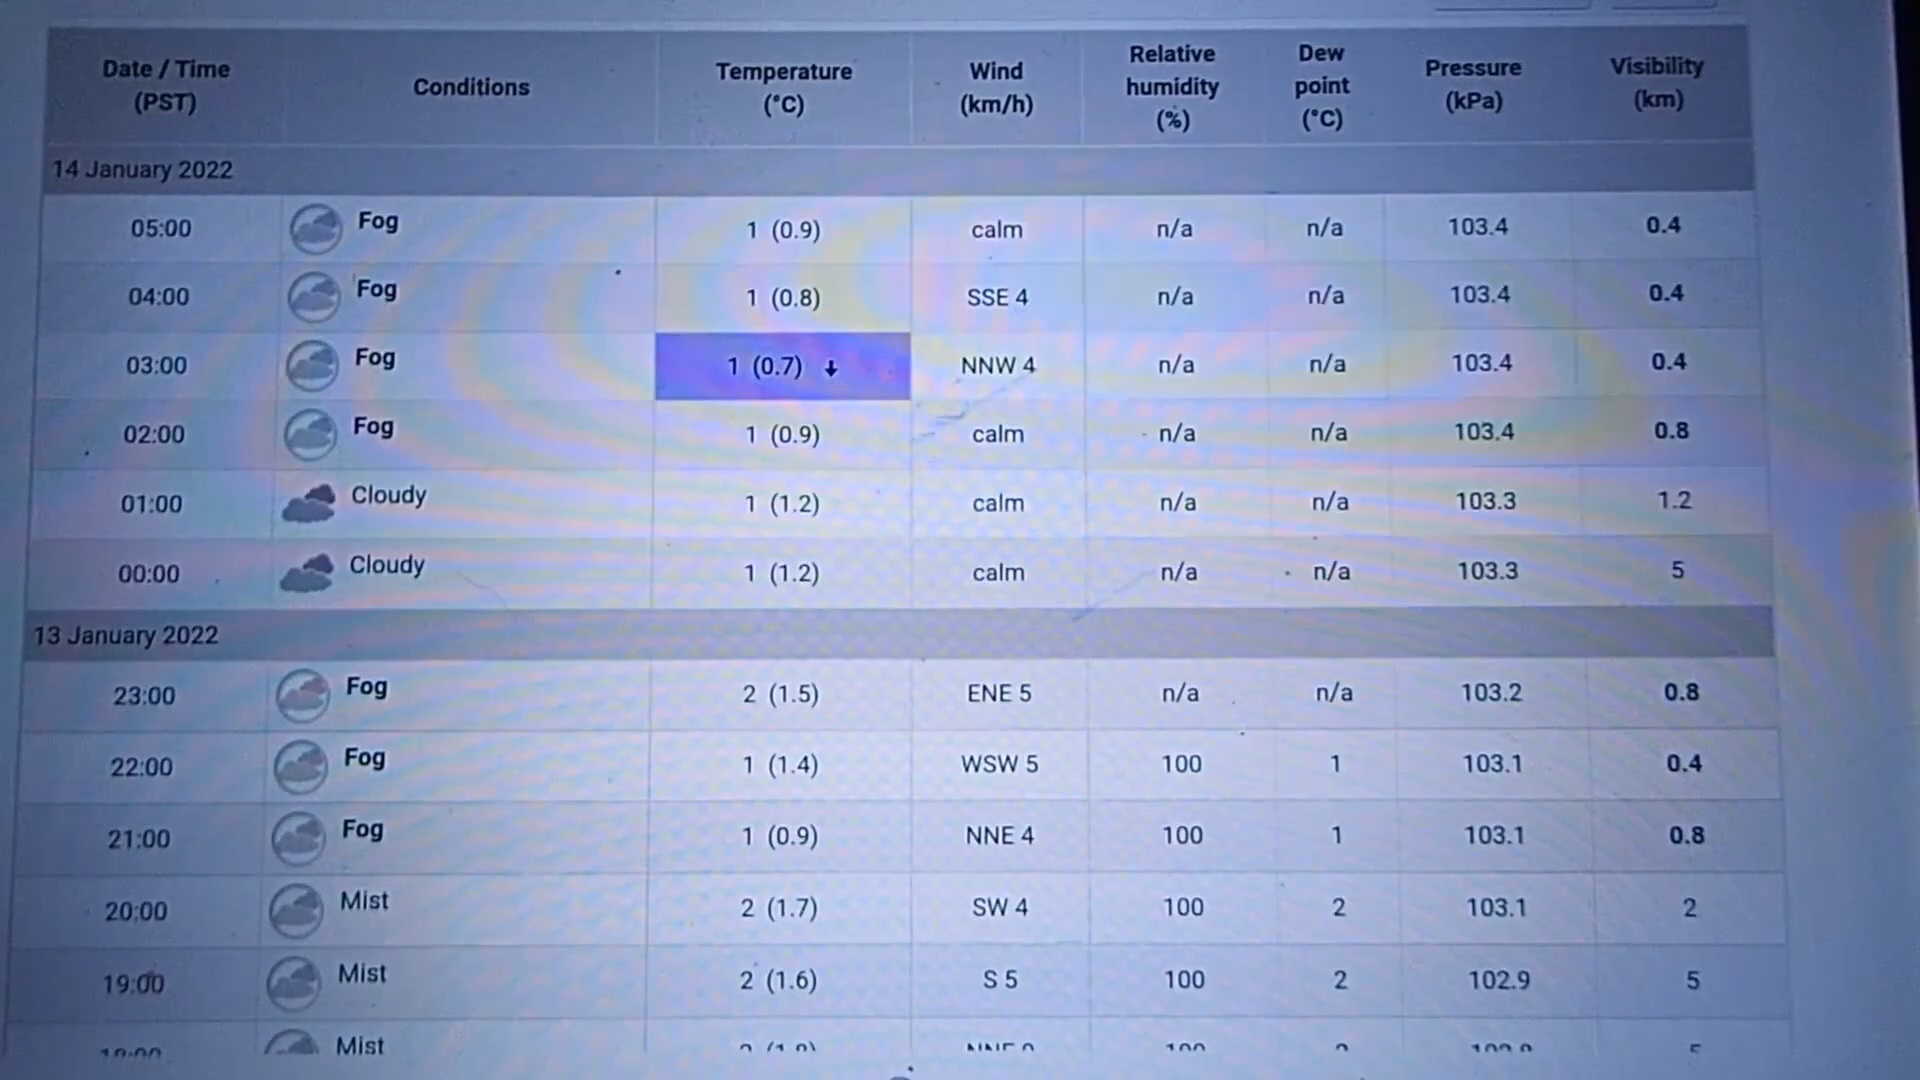 Date / Time (PST) Conditions Temperature (°C) Wind (km/h) Relative humidity (%) Dew point (°C) Pressure (kPa) Visibility (km)
14 January 2022
05:00 Fog 1 (0.9) calm n/a n/a 103.4 0.4
04:00 Fog 1 (0.8) SSE 4 n/a n/a 103.4 0.4
03:00 Fog 1 (0.7) ↓ NNW 4 n/a n/a 103.4 0.4
02:00 Fog 1 (0.9) calm n/a n/a 103.4 0.8
01:00 Cloudy 1 (1.2) calm n/a n/a 103.3 1.2
00:00 Cloudy 1 (1.2) calm n/a n/a 103.3 5
13 January 2022
23:00 Fog 2 (1.5) ENE 5 n/a n/a 103.2 0.8
22:00 Fog 1 (1.4) WSW 5 100 1 103.1 0.4
21:00 Fog 1 (0.9) NNE 4 100 1 103.1 0.8
20:00 Mist 2 (1.7) SW 4 100 2 103.1 2
19:00 Mist 2 (1.6) S 5 100 2 102.9 5
Mist